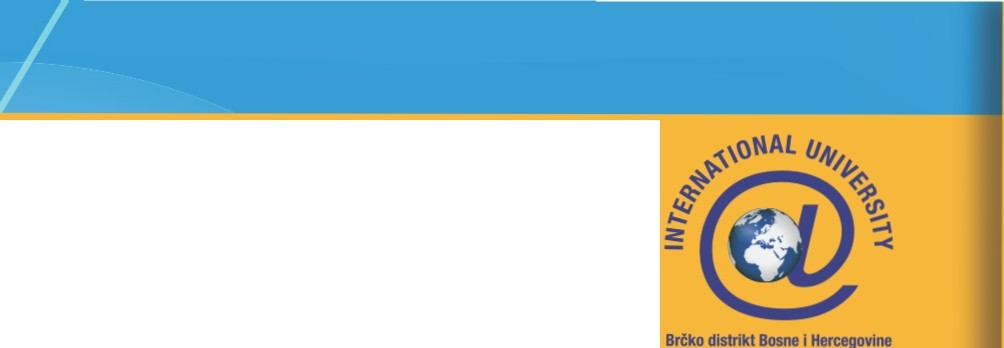 INTERNATIONAL UNIVERSITY
Brčko distrikt Bosne i Hercegovine